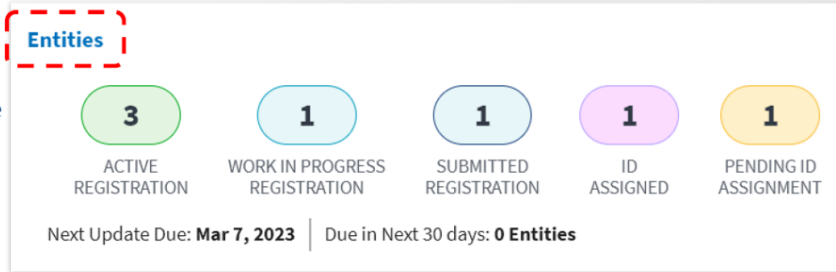 Entities
3 1 1 1 1
ACTIVE WORK IN PROGRESS SUBMITTED ID PENDING ID
REGISTRATION REGISTRATION REGISTRATION ASSIGNED ASSIGNMENT
Next Update Due: Mar 7, 2023 Due in Next 30 days: 0 Entities